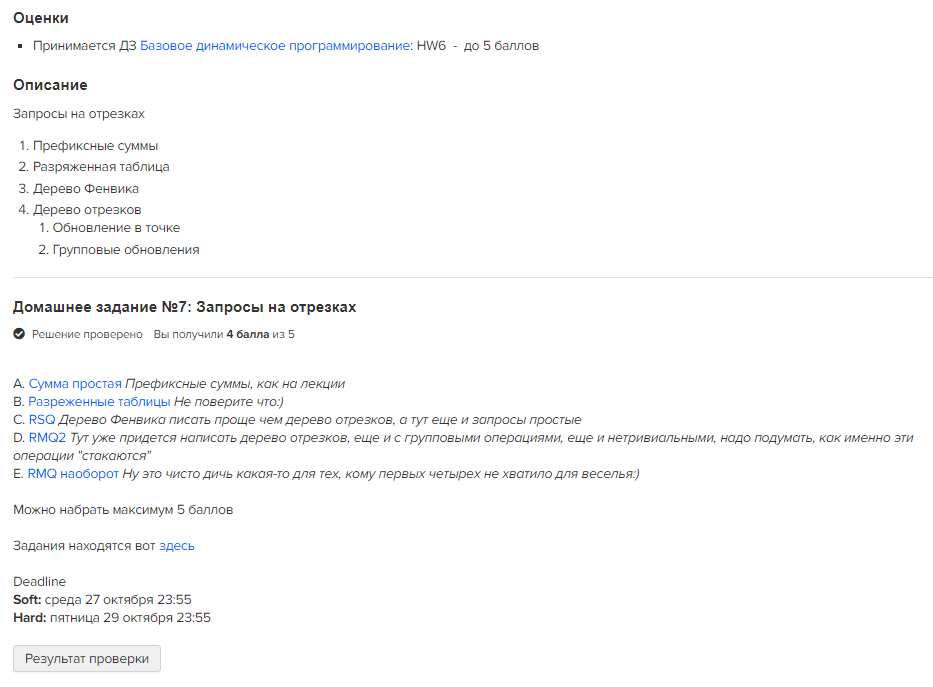 Оценки
▪ Принимается ДЗ Базовое динамическое программирование: HW6 - до 5 баллов
Описание
Запросы на отрезках
1. Префиксные суммы
2. Разряженная таблица
3. Дерево Фенвика
4. Дерево отрезков
1. Обновление в точке
2. Групповые обновления
Домашнее задание №7: Запросы на отрезках
Решение проверено Вы получили 4 балла из 5
A. Сумма простая Префиксные суммы, как на лекции
B. Разреженные таблицы Не поверите что:)
C. RSQ Дерево Фенвика писать проще чем дерево отрезков, а тут еще и запросы простые
D. RMQ2 Тут уже придется написать дерево отрезков, еще и с групповыми операциями, еще и нетривиальными, надо подумать, как именно эти
операции "стакаются"
E. RMQ наоборот Ну это чисто дичь какая-то для тех, кому первых четырех не хватило для веселья:)
Можно набрать максимум 5 баллов
Задания находятся вот здесь
Deadline
Soft: среда 27 октября 23:55
Hard: пятница 29 октября 23:55
Результат проверки